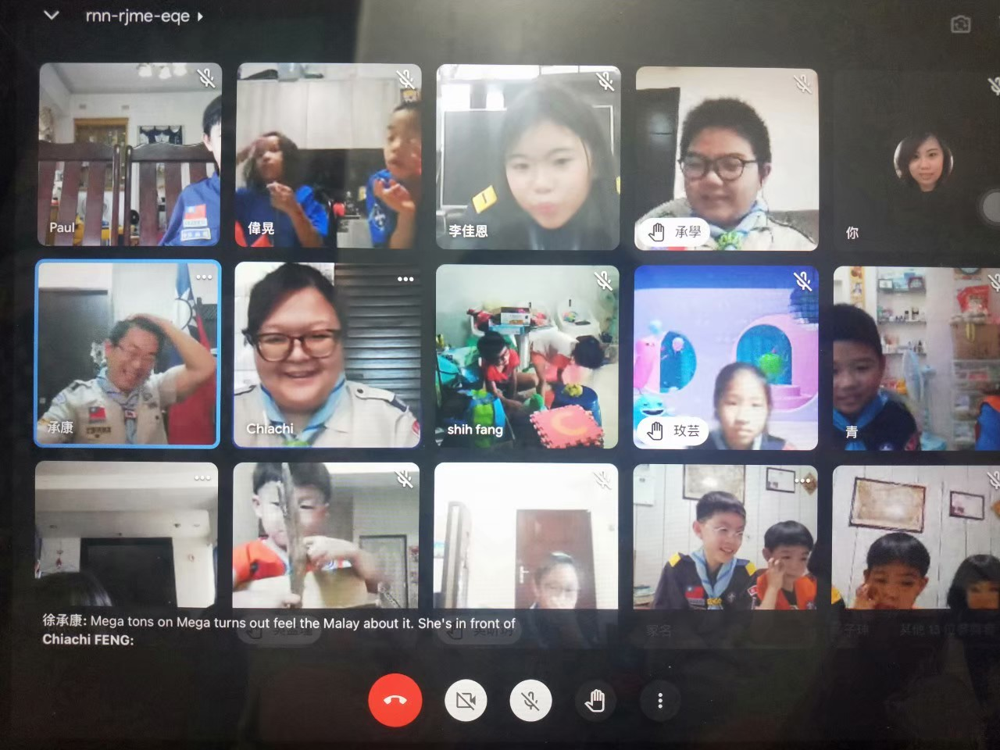 rnn-rjme-eqe
Paul
偉晃
李佳恩
承學
你
承康
Chiachi
shih fang
玫芸
青
家名
徐承康: Mega tons on Mega turns out feel the Malay about it. She's in front of
Chiachi FENG: